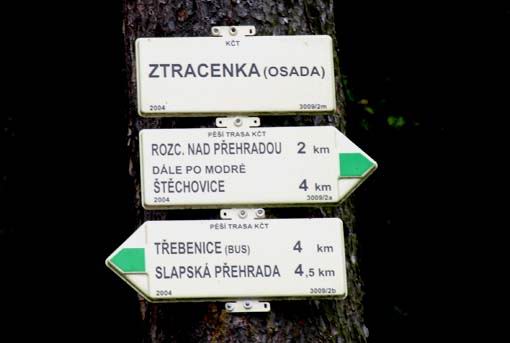 KČT
ZTRACENKA (OSADA)
2004 3009/2m
PĚŠÍ TRASA KČT
ROZC. NAD PŘEHRADOU 2 km
DÁLE PO MODRÉ
ŠTĚCHOVICE 4 km
2004 3009/2a
PĚŠÍ TRASA KČT
TŘEBENICE (BUS) 4 km
SLAPSKÁ PŘEHRADA 4,5 km
2004 3009/2b